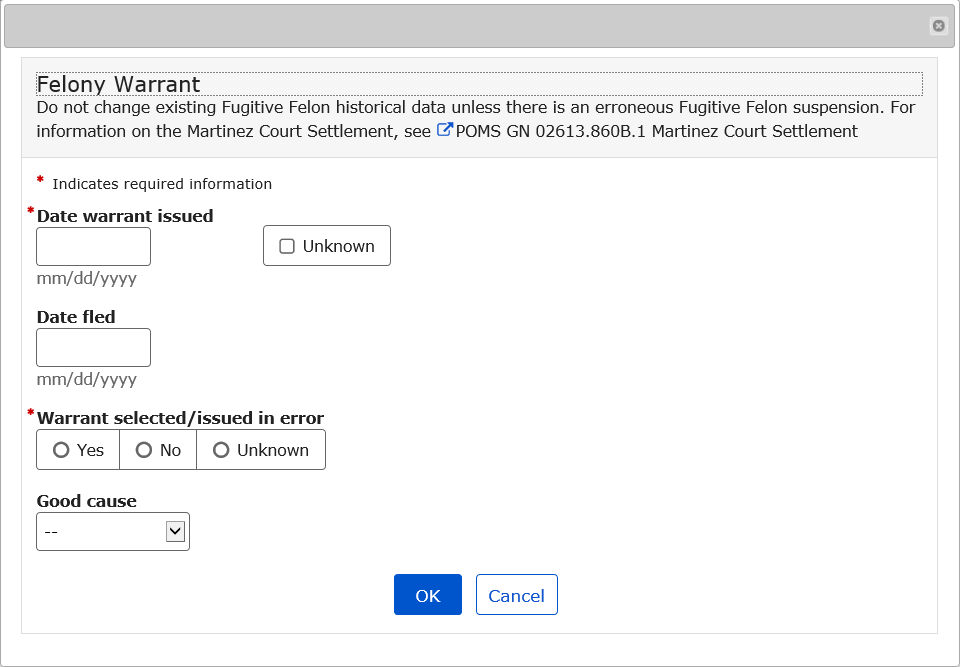 Felony Warrant
Do not change existing Fugitive Felon historical data unless there is an erroneous Fugitive Felon suspension. For
information on the Martinez Court Settlement, see POMS GN 02613.860B.1 Martinez Court Settlement
* Indicates required information
*Date warrant issued
Unknown
mm/dd/yyyy
Date fled
mm/dd/yyyy
*Warrant selected/issued in error
Yes No Unknown
Good cause
--
OK Cancel